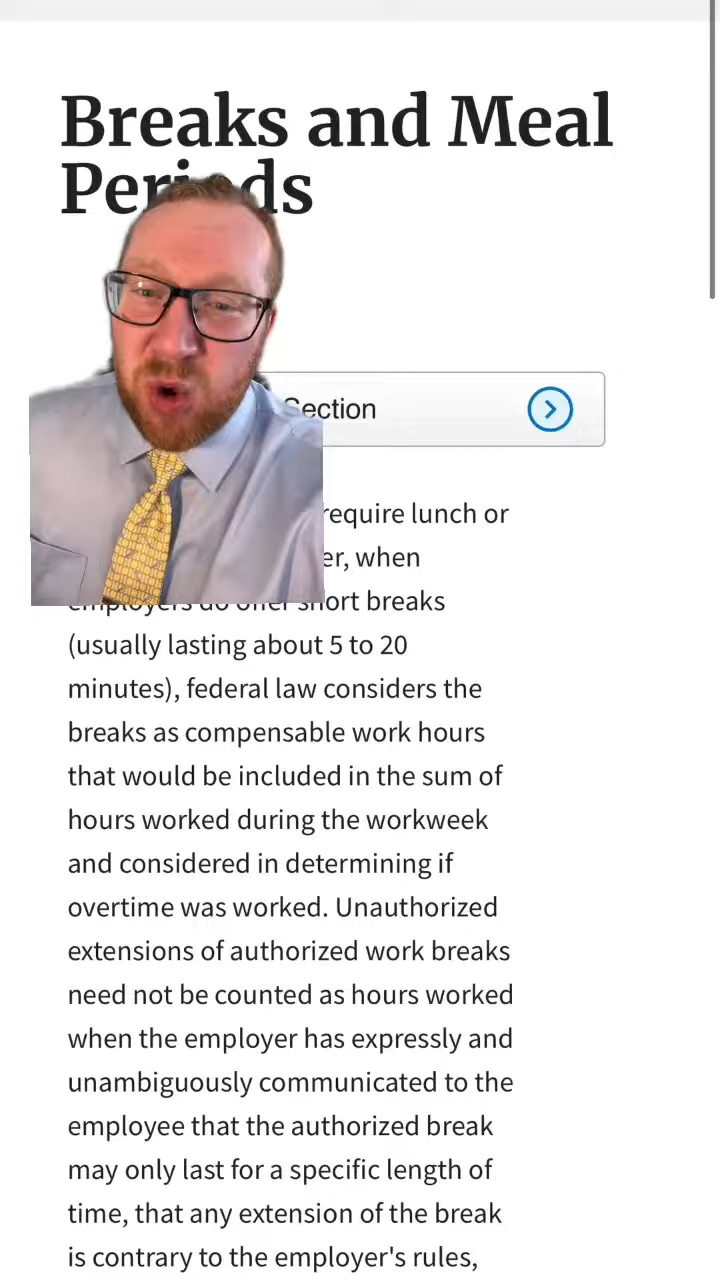 Breaks and Meal
Periods
Section
require lunch or
when
employers do offer short breaks
(usually lasting about 5 to 20
minutes), federal law considers the
breaks as compensable work hours
that would be included in the sum of
hours worked during the workweek
and considered in determining if
overtime was worked. Unauthorized
extensions of authorized work breaks
need not be counted as hours worked
when the employer has expressly and
unambiguously communicated to the
employee that the authorized break
may only last for a specific length of
time, that any extension of the break
is contrary to the employer's rules,